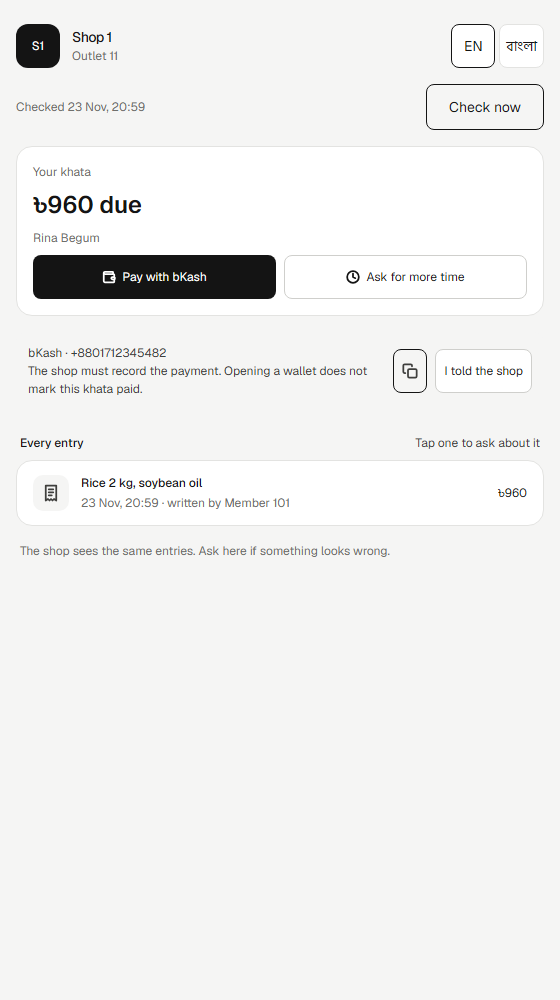 S1
Shop 1
Outlet 11
EN
বাংলা
Checked 23 Nov, 20:59
Check now
Your khata
৳960 due
Rina Begum
Pay with bKash
Ask for more time
bKash · +8801712345482
The shop must record the payment. Opening a wallet does not
mark this khata paid.
I told the shop
Every entry
Tap one to ask about it
Rice 2 kg, soybean oil
23 Nov, 20:59 · written by Member 101
৳960
The shop sees the same entries. Ask here if something looks wrong.